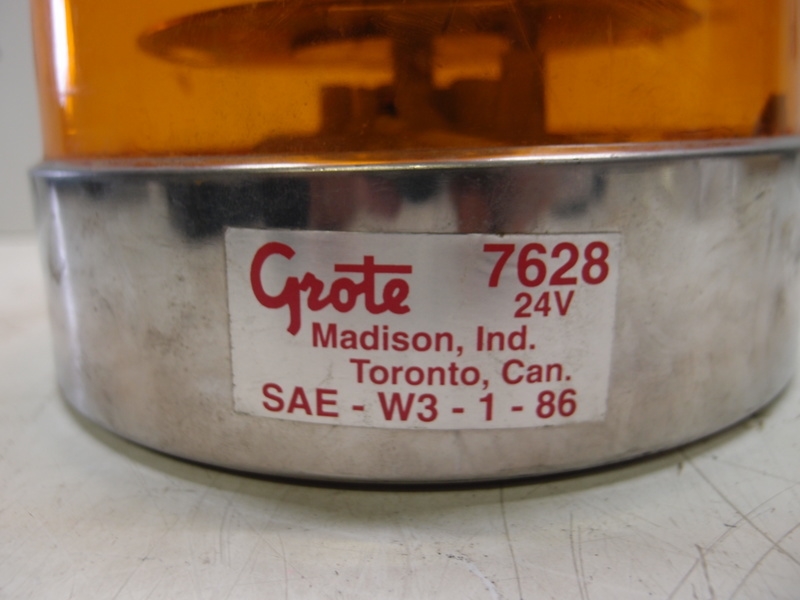 Grote 7628
24V
Madison, Ind.
Toronto, Can.
SAE - W3 - 1 - 86